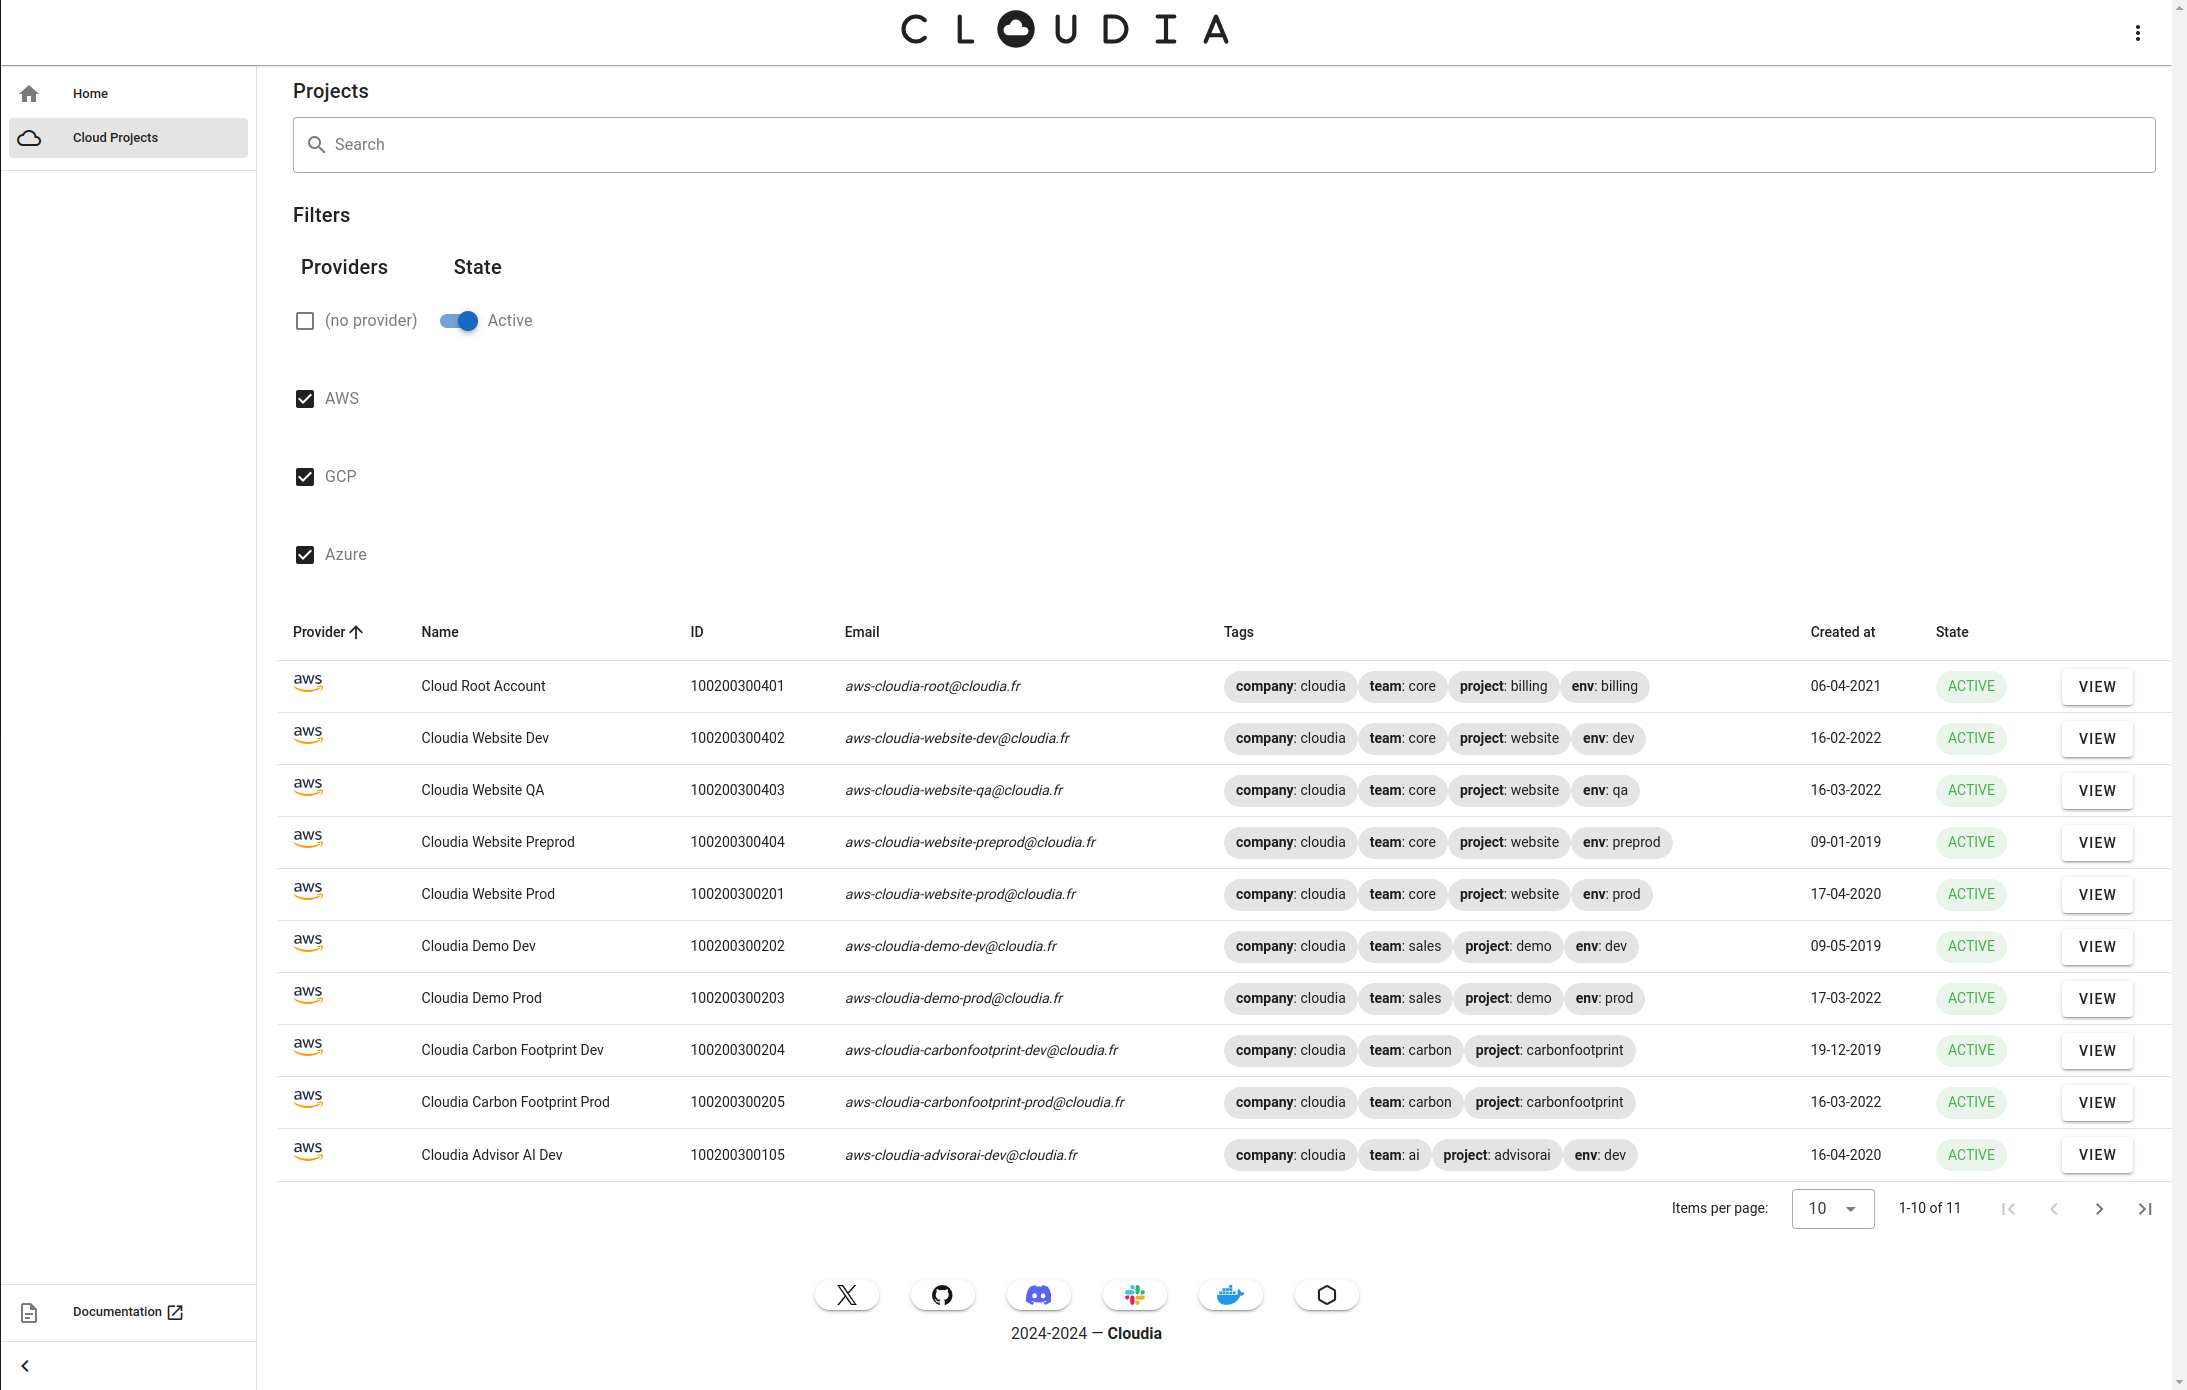 CLOUDIA
Home
Cloud Projects
Projects
Search
Filters
Providers State
(no provider) Active
AWS
GCP
Azure
Provider Name ID Email Tags Created at State
aws Cloud Root Account 100200300401 aws-cloudia-root@cloudia.fr company: cloudia team: core project: billing env: billing 06-04-2021 ACTIVE VIEW
aws Cloudia Website Dev 100200300402 aws-cloudia-website-dev@cloudia.fr company: cloudia team: core project: website env: dev 16-02-2022 ACTIVE VIEW
aws Cloudia Website QA 100200300403 aws-cloudia-website-qa@cloudia.fr company: cloudia team: core project: website env: qa 16-03-2022 ACTIVE VIEW
aws Cloudia Website Preprod 100200300404 aws-cloudia-website-preprod@cloudia.fr company: cloudia team: core project: website env: preprod 09-01-2019 ACTIVE VIEW
aws Cloudia Website Prod 100200300201 aws-cloudia-website-prod@cloudia.fr company: cloudia team: core project: website env: prod 17-04-2020 ACTIVE VIEW
aws Cloudia Demo Dev 100200300202 aws-cloudia-demo-dev@cloudia.fr company: cloudia team: sales project: demo env: dev 09-05-2019 ACTIVE VIEW
aws Cloudia Demo Prod 100200300203 aws-cloudia-demo-prod@cloudia.fr company: cloudia team: sales project: demo env: prod 17-03-2022 ACTIVE VIEW
aws Cloudia Carbon Footprint Dev 100200300204 aws-cloudia-carbonfootprint-dev@cloudia.fr company: cloudia team: carbon project: carbonfootprint 19-12-2019 ACTIVE VIEW
aws Cloudia Carbon Footprint Prod 100200300205 aws-cloudia-carbonfootprint-prod@cloudia.fr company: cloudia team: carbon project: carbonfootprint 16-03-2022 ACTIVE VIEW
aws Cloudia Advisor AI Dev 100200300105 aws-cloudia-advisorai-dev@cloudia.fr company: cloudia team: ai project: advisorai env: dev 16-04-2020 ACTIVE VIEW
Items per page: 10 1-10 of 11
Documentation
2024-2024 — Cloudia